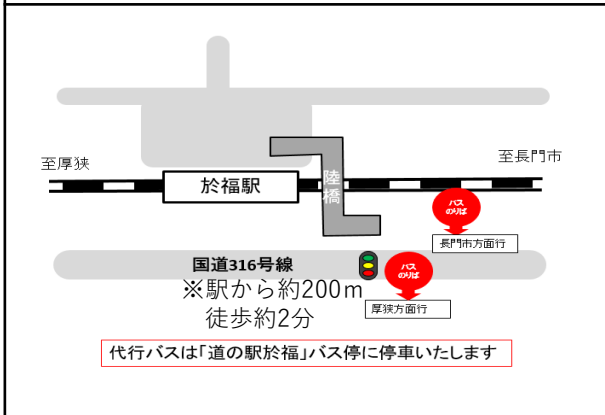 至厚狭
至長門市
於福駅
陸橋
バス
のりば
長門市方面行
国道316号線
バス
のりば
※駅から約200m
徒歩約2分
厚狭方面行
代行バスは「道の駅於福」バス停に停車いたします